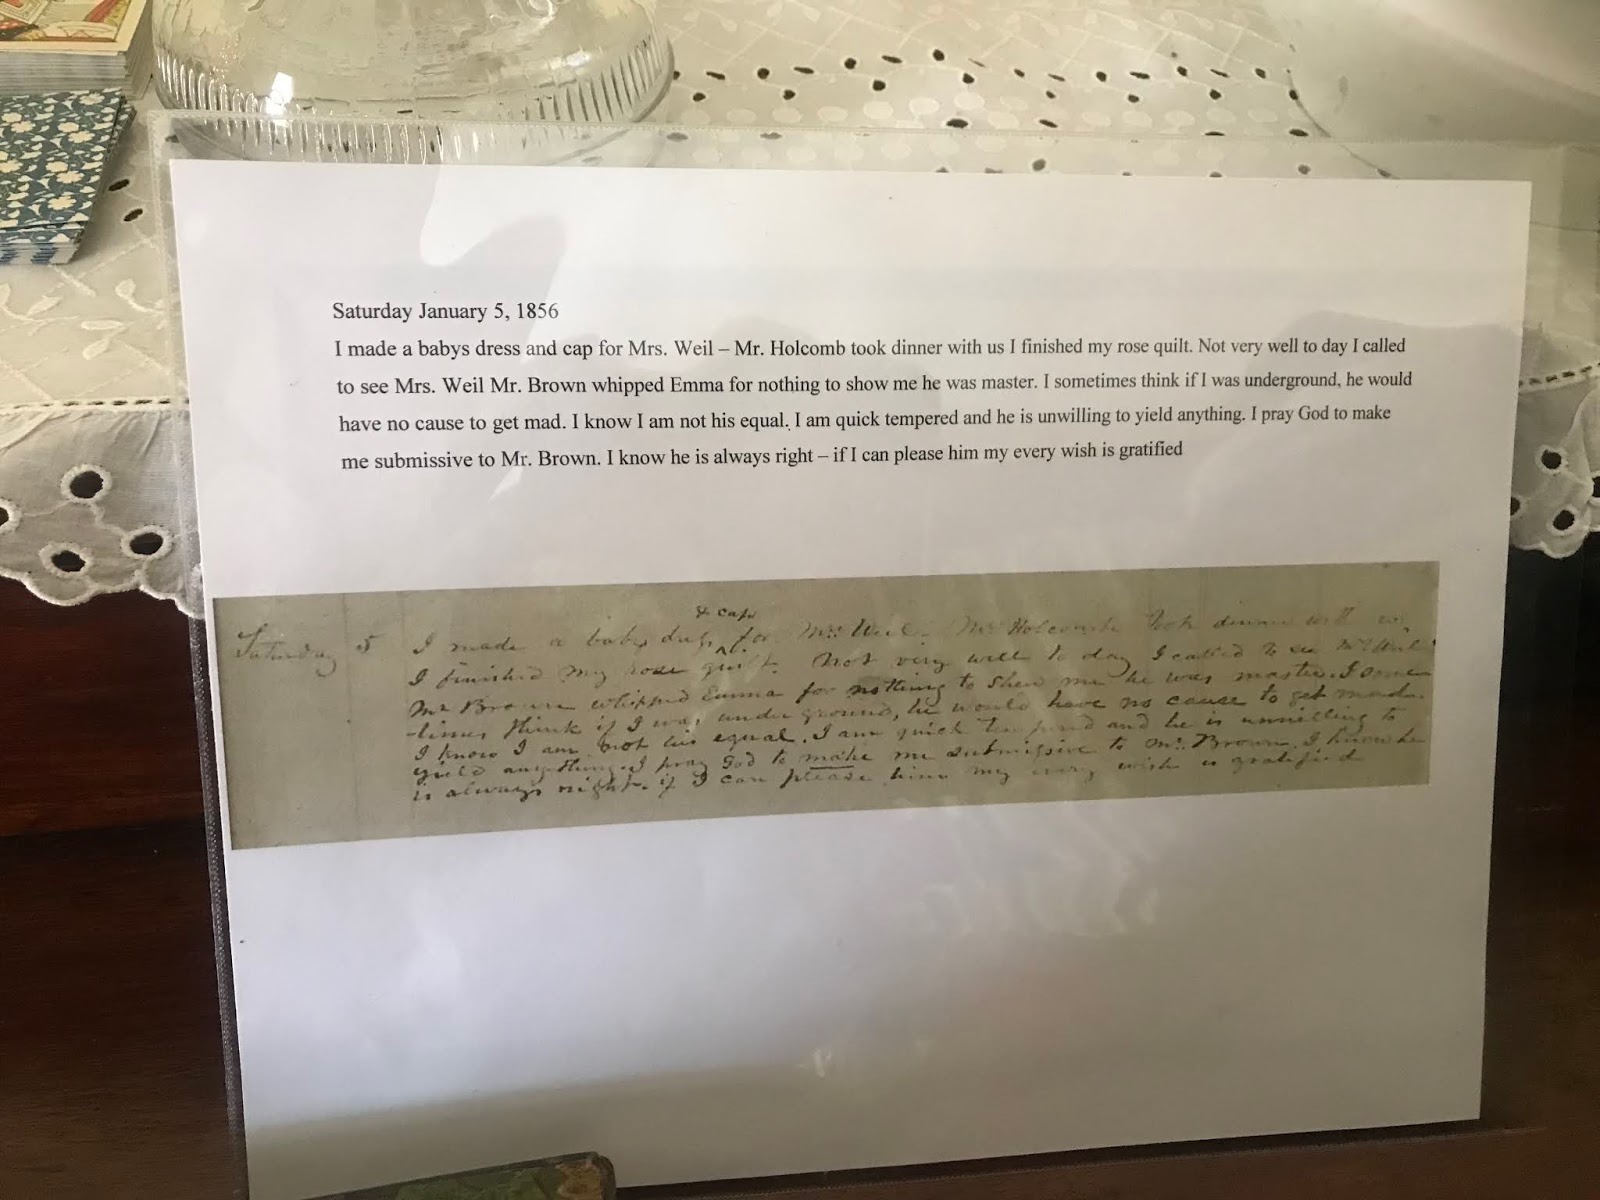 Saturday January 5, 1856
I made a babys dress and cap for Mrs. Weil – Mr. Holcomb took dinner with us I finished my rose quilt. Not very well to day I called
to see Mrs. Weil Mr. Brown whipped Emma for nothing to show me he was master. I sometimes think if I was underground, he would
have no cause to get mad. I know I am not his equal. I am quick tempered and he is unwilling to yield anything. I pray God to make
me submissive to Mr. Brown. I know he is always right – if I can please him my every wish is gratified
& cap
Saturday 5 I made a babys dress for Mrs Weil. Mr Holcomb Took dinner with us
I finished my rose quilt. Not very well to day I called to see Mrs Weil
Mr Brown whipped Emma for nothing to show me he was master. I some
-times think if I was under ground, he would have no cause to get mad.
I know I am not his equal. I am quick tempered and he is unwilling to
yield anything. I pray God to make me submissive to Mr. Brown. I know he
is always right. if I can please him my every wish is gratified